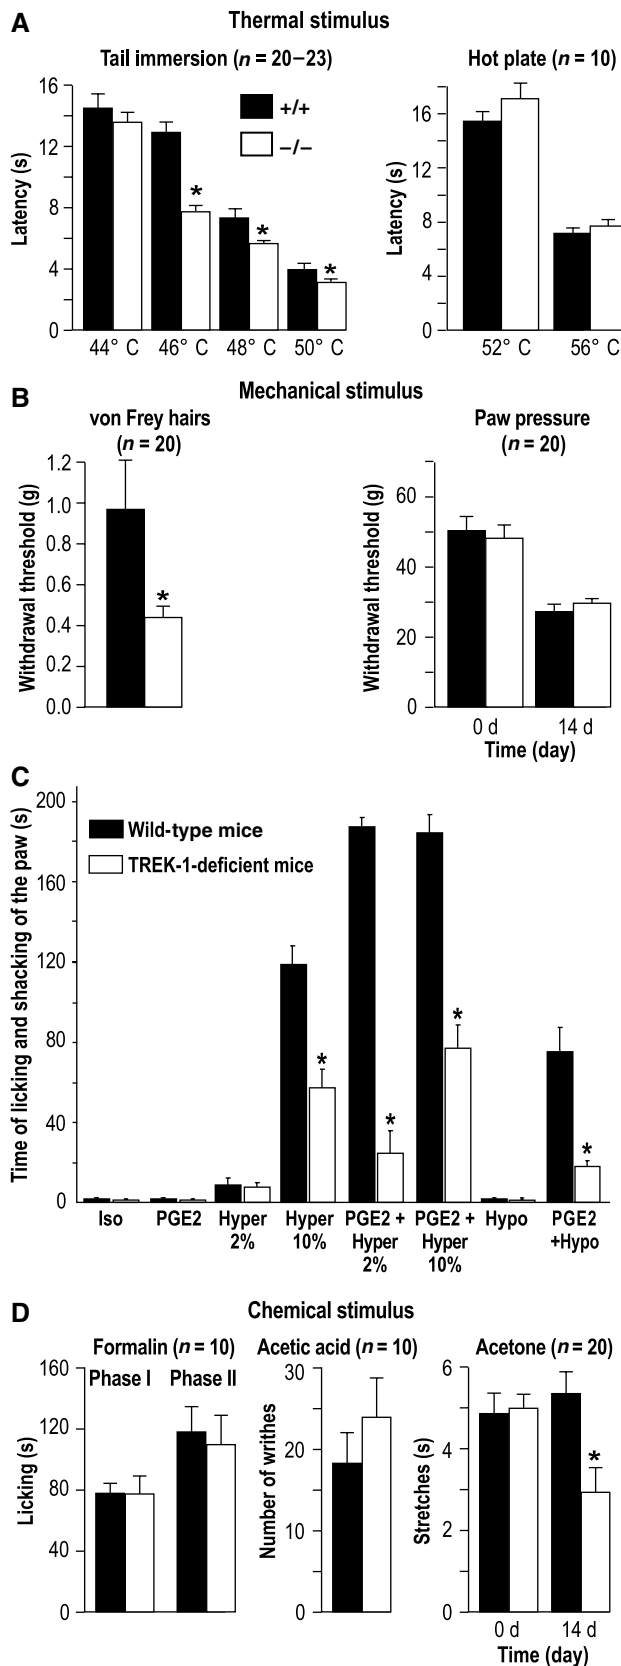 A
Thermal stimulus
Tail immersion (n = 20–23)
Hot plate (n = 10)
Latency (s)
16
12
8
4
0
+/+
–/–
*
*
*
44° C
46° C
48° C
50° C
Latency (s)
16
12
8
4
0
52° C
56° C
B
Mechanical stimulus
von Frey hairs
(n = 20)
Withdrawal threshold (g)
1.2
1.0
0.8
0.6
0.4
0.2
0.0
*
Paw pressure
(n = 20)
Withdrawal threshold (g)
60
40
20
0
0 d
14 d
Time (day)
C
Time of licking and shacking of the paw (s)
200
160
120
80
40
0
Wild-type mice
TREK-1-deficient mice
*
*
*
*
Iso
PGE2
Hyper
2%
Hyper
10%
PGE2 +
Hyper
2%
PGE2 +
Hyper
10%
Hypo
PGE2
+Hypo
D
Chemical stimulus
Formalin (n = 10)
Phase I
Phase II
Licking (s)
160
120
80
40
0
Acetic acid (n = 10)
Number of writhes
30
20
10
0
Acetone (n = 20)
Stretches (s)
6
4
2
0
*
0 d
14 d
Time (day)